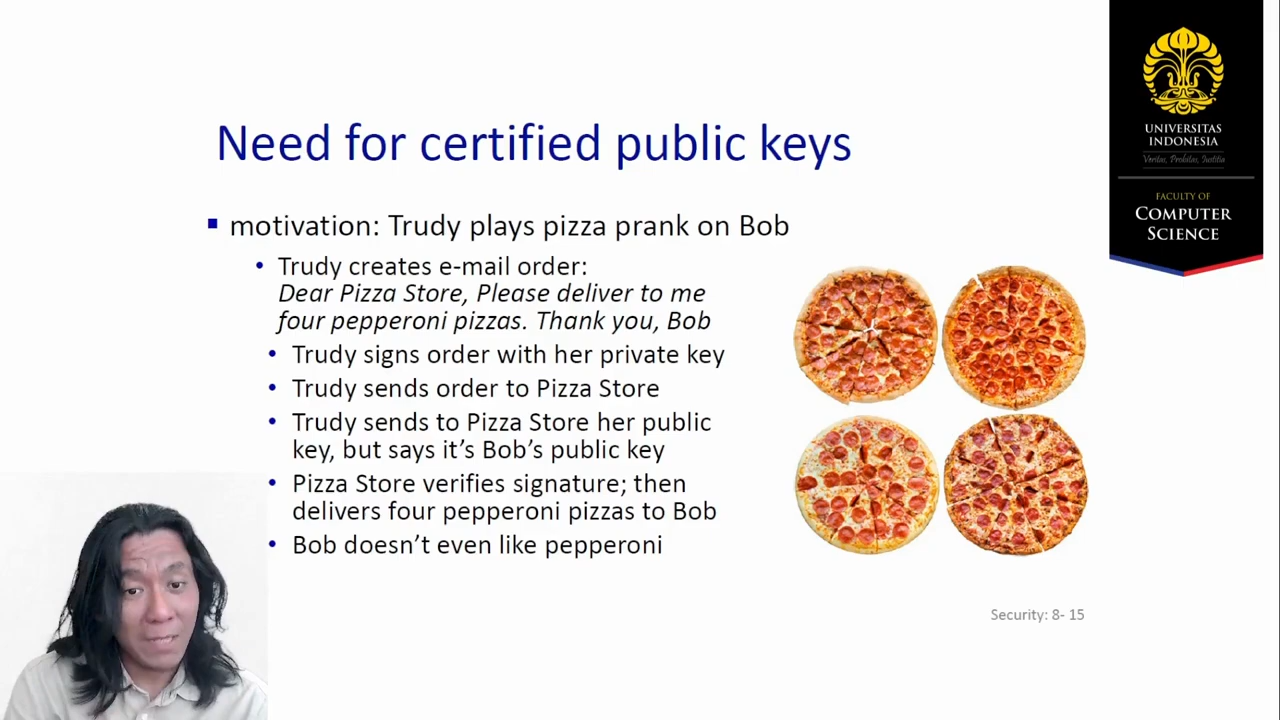 Need for certified public keys
▪ motivation: Trudy plays pizza prank on Bob
• Trudy creates e-mail order:
Dear Pizza Store, Please deliver to me
four pepperoni pizzas. Thank you, Bob
• Trudy signs order with her private key
• Trudy sends order to Pizza Store
• Trudy sends to Pizza Store her public
key, but says it’s Bob’s public key
• Pizza Store verifies signature; then
delivers four pepperoni pizzas to Bob
• Bob doesn’t even like pepperoni
Security: 8- 15
UNIVERSITAS
INDONESIA
Veritas, Probitas, Iustitia
FACULTY OF
COMPUTER
SCIENCE